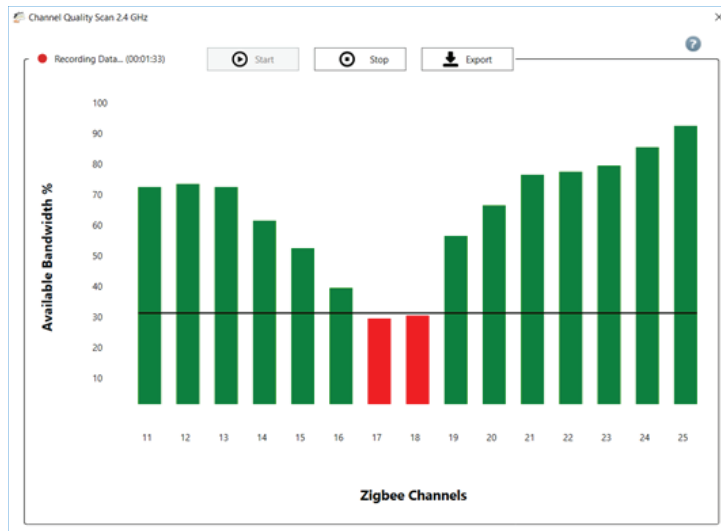 Channel Quality Scan 2.4 GHz
Recording Data... (00:01:33)
Start
Stop
Export
?
Available Bandwidth %
100
90
80
70
60
50
40
30
20
10
11 12 13 14 15 16 17 18 19 20 21 22 23 24 25
Zigbee Channels